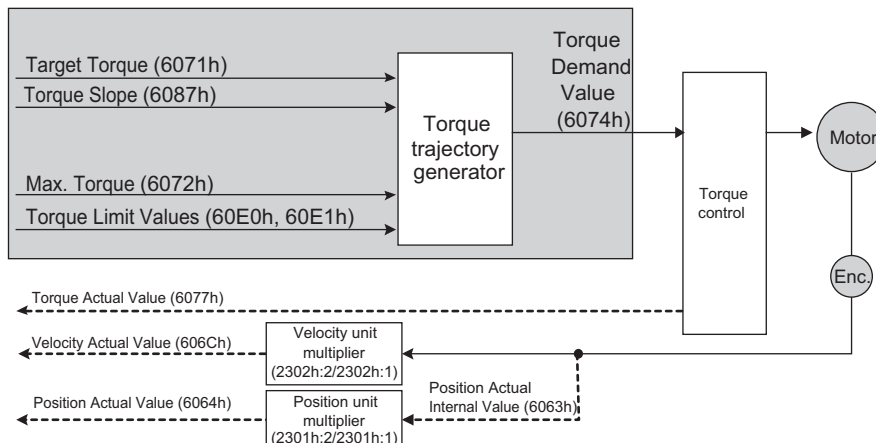 Target Torque (6071h)
Torque Slope (6087h)
Max. Torque (6072h)
Torque Limit Values (60E0h, 60E1h)
Torque
trajectory
generator
Torque
Demand
Value
(6074h)
Torque
control
Motor
Enc.
Torque Actual Value (6077h)
Velocity Actual Value (606Ch)
Velocity unit
multiplier
(2302h:2/2302h:1)
Position Actual
Internal Value (6063h)
Position Actual Value (6064h)
Position unit
multiplier
(2301h:2/2301h:1)